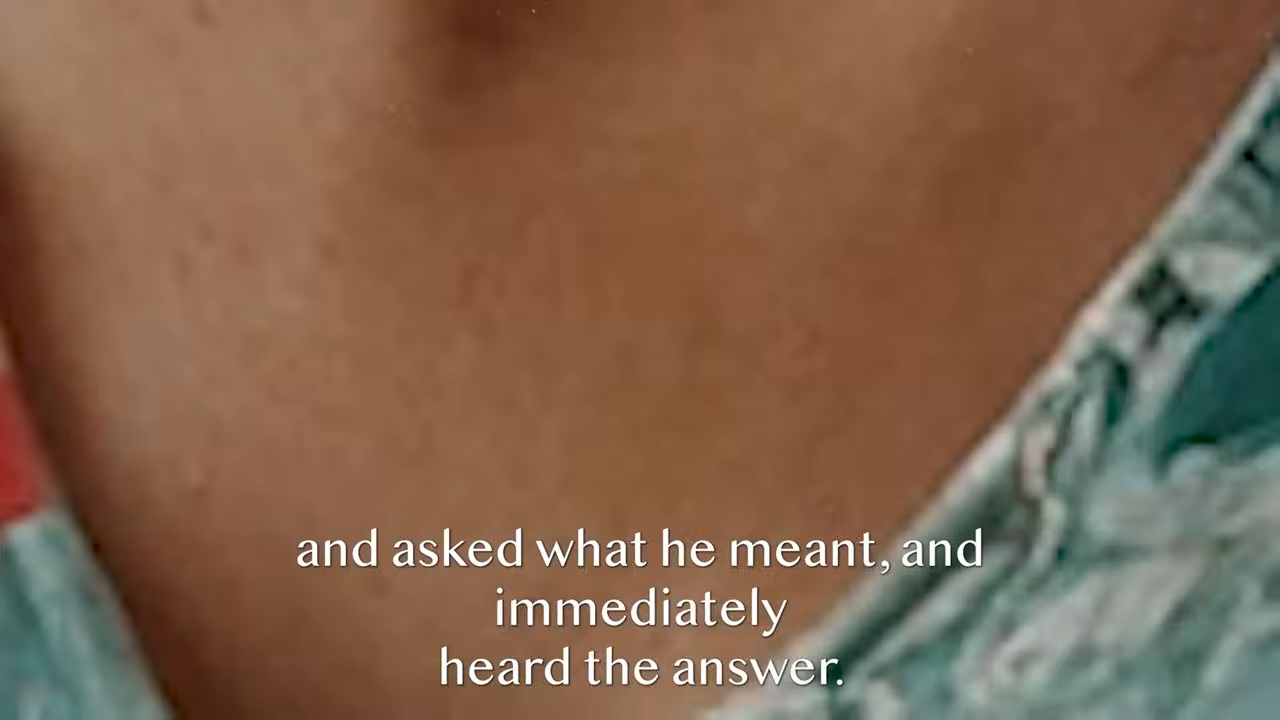 and asked what he meant, and
immediately
heard the answer.